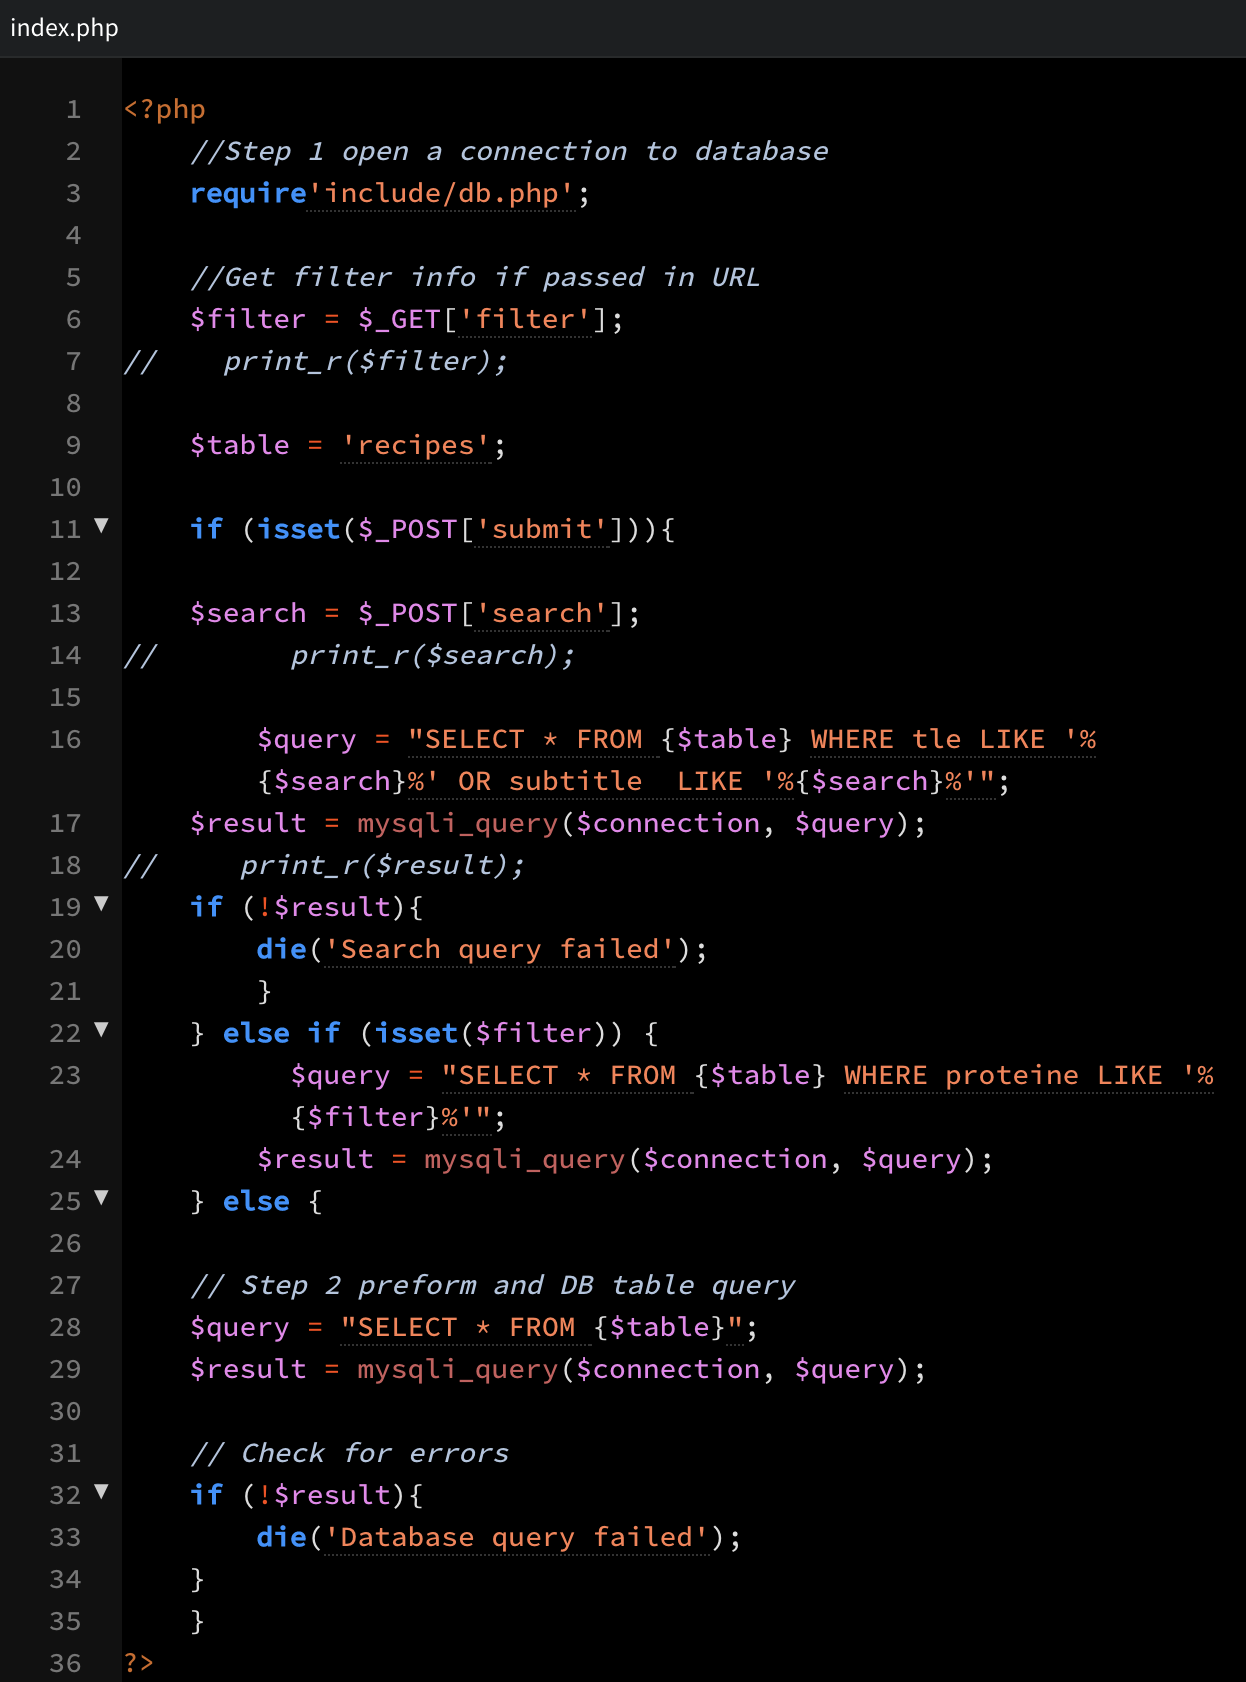 index.php
1 <?php
2 //Step 1 open a connection to database
3 require'include/db.php';
4
5 //Get filter info if passed in URL
6 $filter = $_GET['filter'];
7 //    print_r($filter);
8
9 $table = 'recipes';
10
11 ▼ if (isset($_POST['submit'])){
12
13 $search = $_POST['search'];
14 //        print_r($search);
15
16 $query = "SELECT * FROM {$table} WHERE tle LIKE '%
{$search}%' OR subtitle  LIKE '%{$search}%'";
17 $result = mysqli_query($connection, $query);
18 //     print_r($result);
19 ▼ if (!$result){
20 die('Search query failed');
21 }
22 ▼ } else if (isset($filter)) {
23 $query = "SELECT * FROM {$table} WHERE proteine LIKE '%
{$filter}%'";
24 $result = mysqli_query($connection, $query);
25 ▼ } else {
26
27 // Step 2 preform and DB table query
28 $query = "SELECT * FROM {$table}";
29 $result = mysqli_query($connection, $query);
30
31 // Check for errors
32 ▼ if (!$result){
33 die('Database query failed');
34 }
35 }
36 ?>